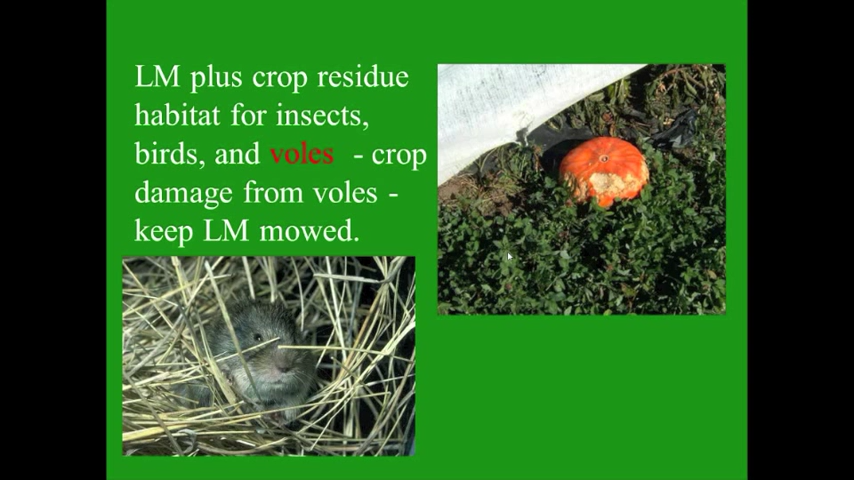 LM plus crop residue
habitat for insects,
birds, and voles - crop
damage from voles -
keep LM mowed.